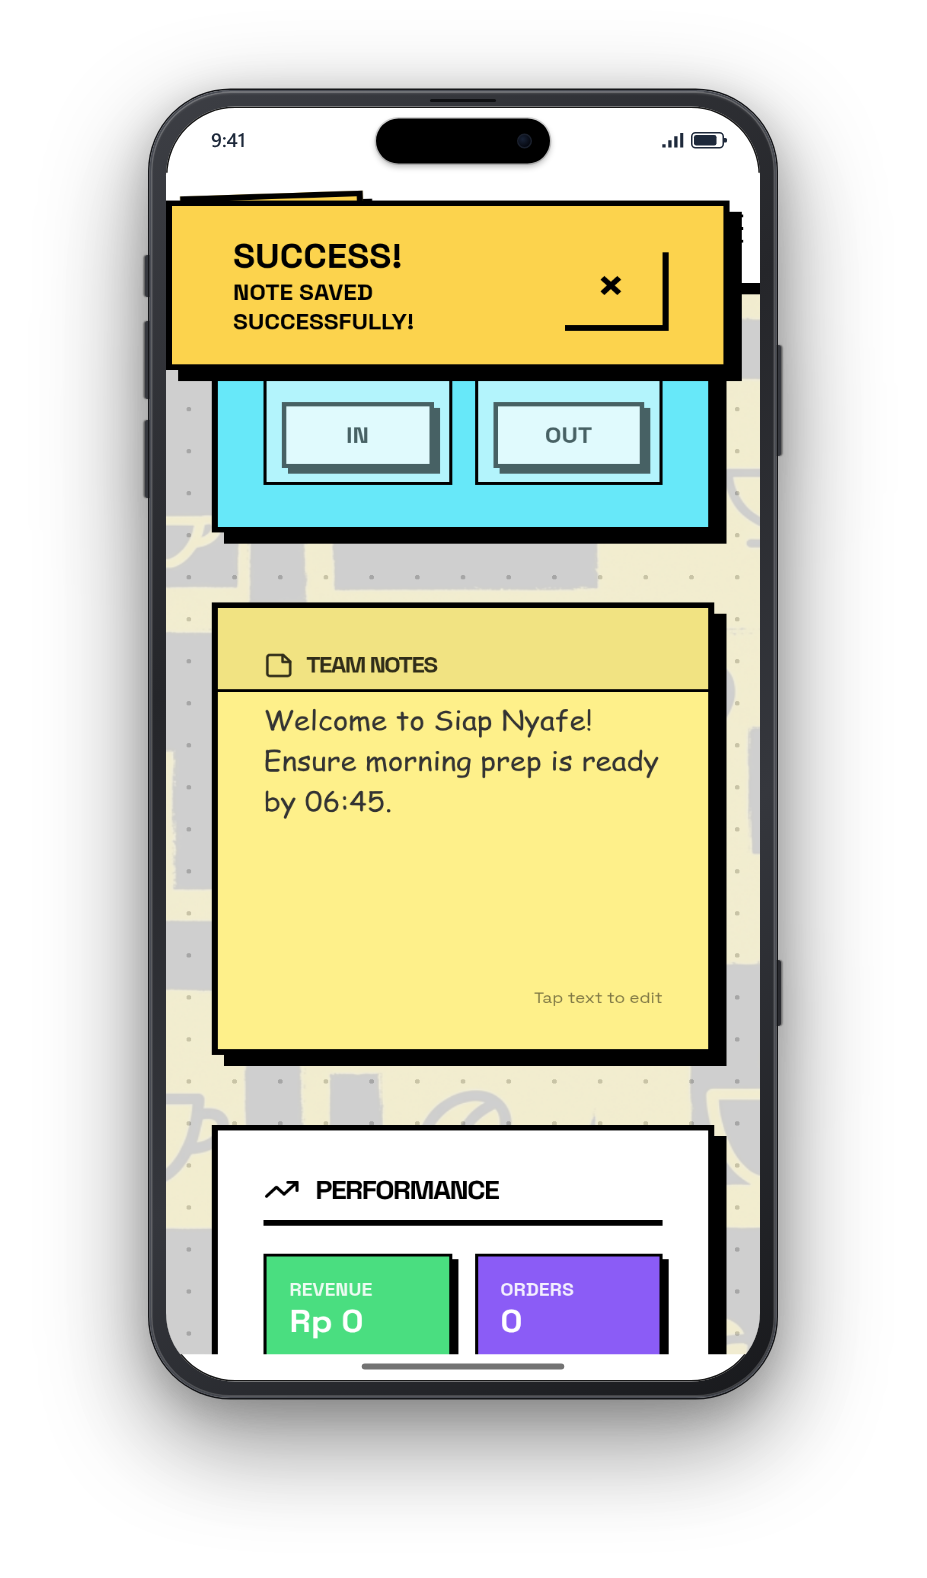 9:41
SUCCESS!
NOTE SAVED
SUCCESSFULLY!
×
IN
OUT
TEAM NOTES
Welcome to Siap Nyafe!
Ensure morning prep is ready
by 06:45.
Tap text to edit
PERFORMANCE
REVENUE
ORDERS
Rp 0
0